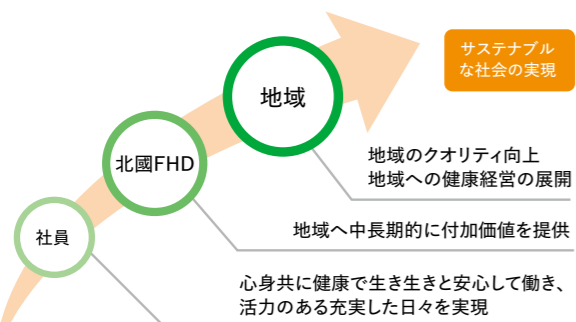 サステナブル
な社会の実現
地域
地域のクオリティ向上
地域への健康経営の展開
北國FHD
地域へ中長期的に付加価値を提供
社員
心身共に健康で生き生きと安心して働き、
活力のある充実した日々を実現